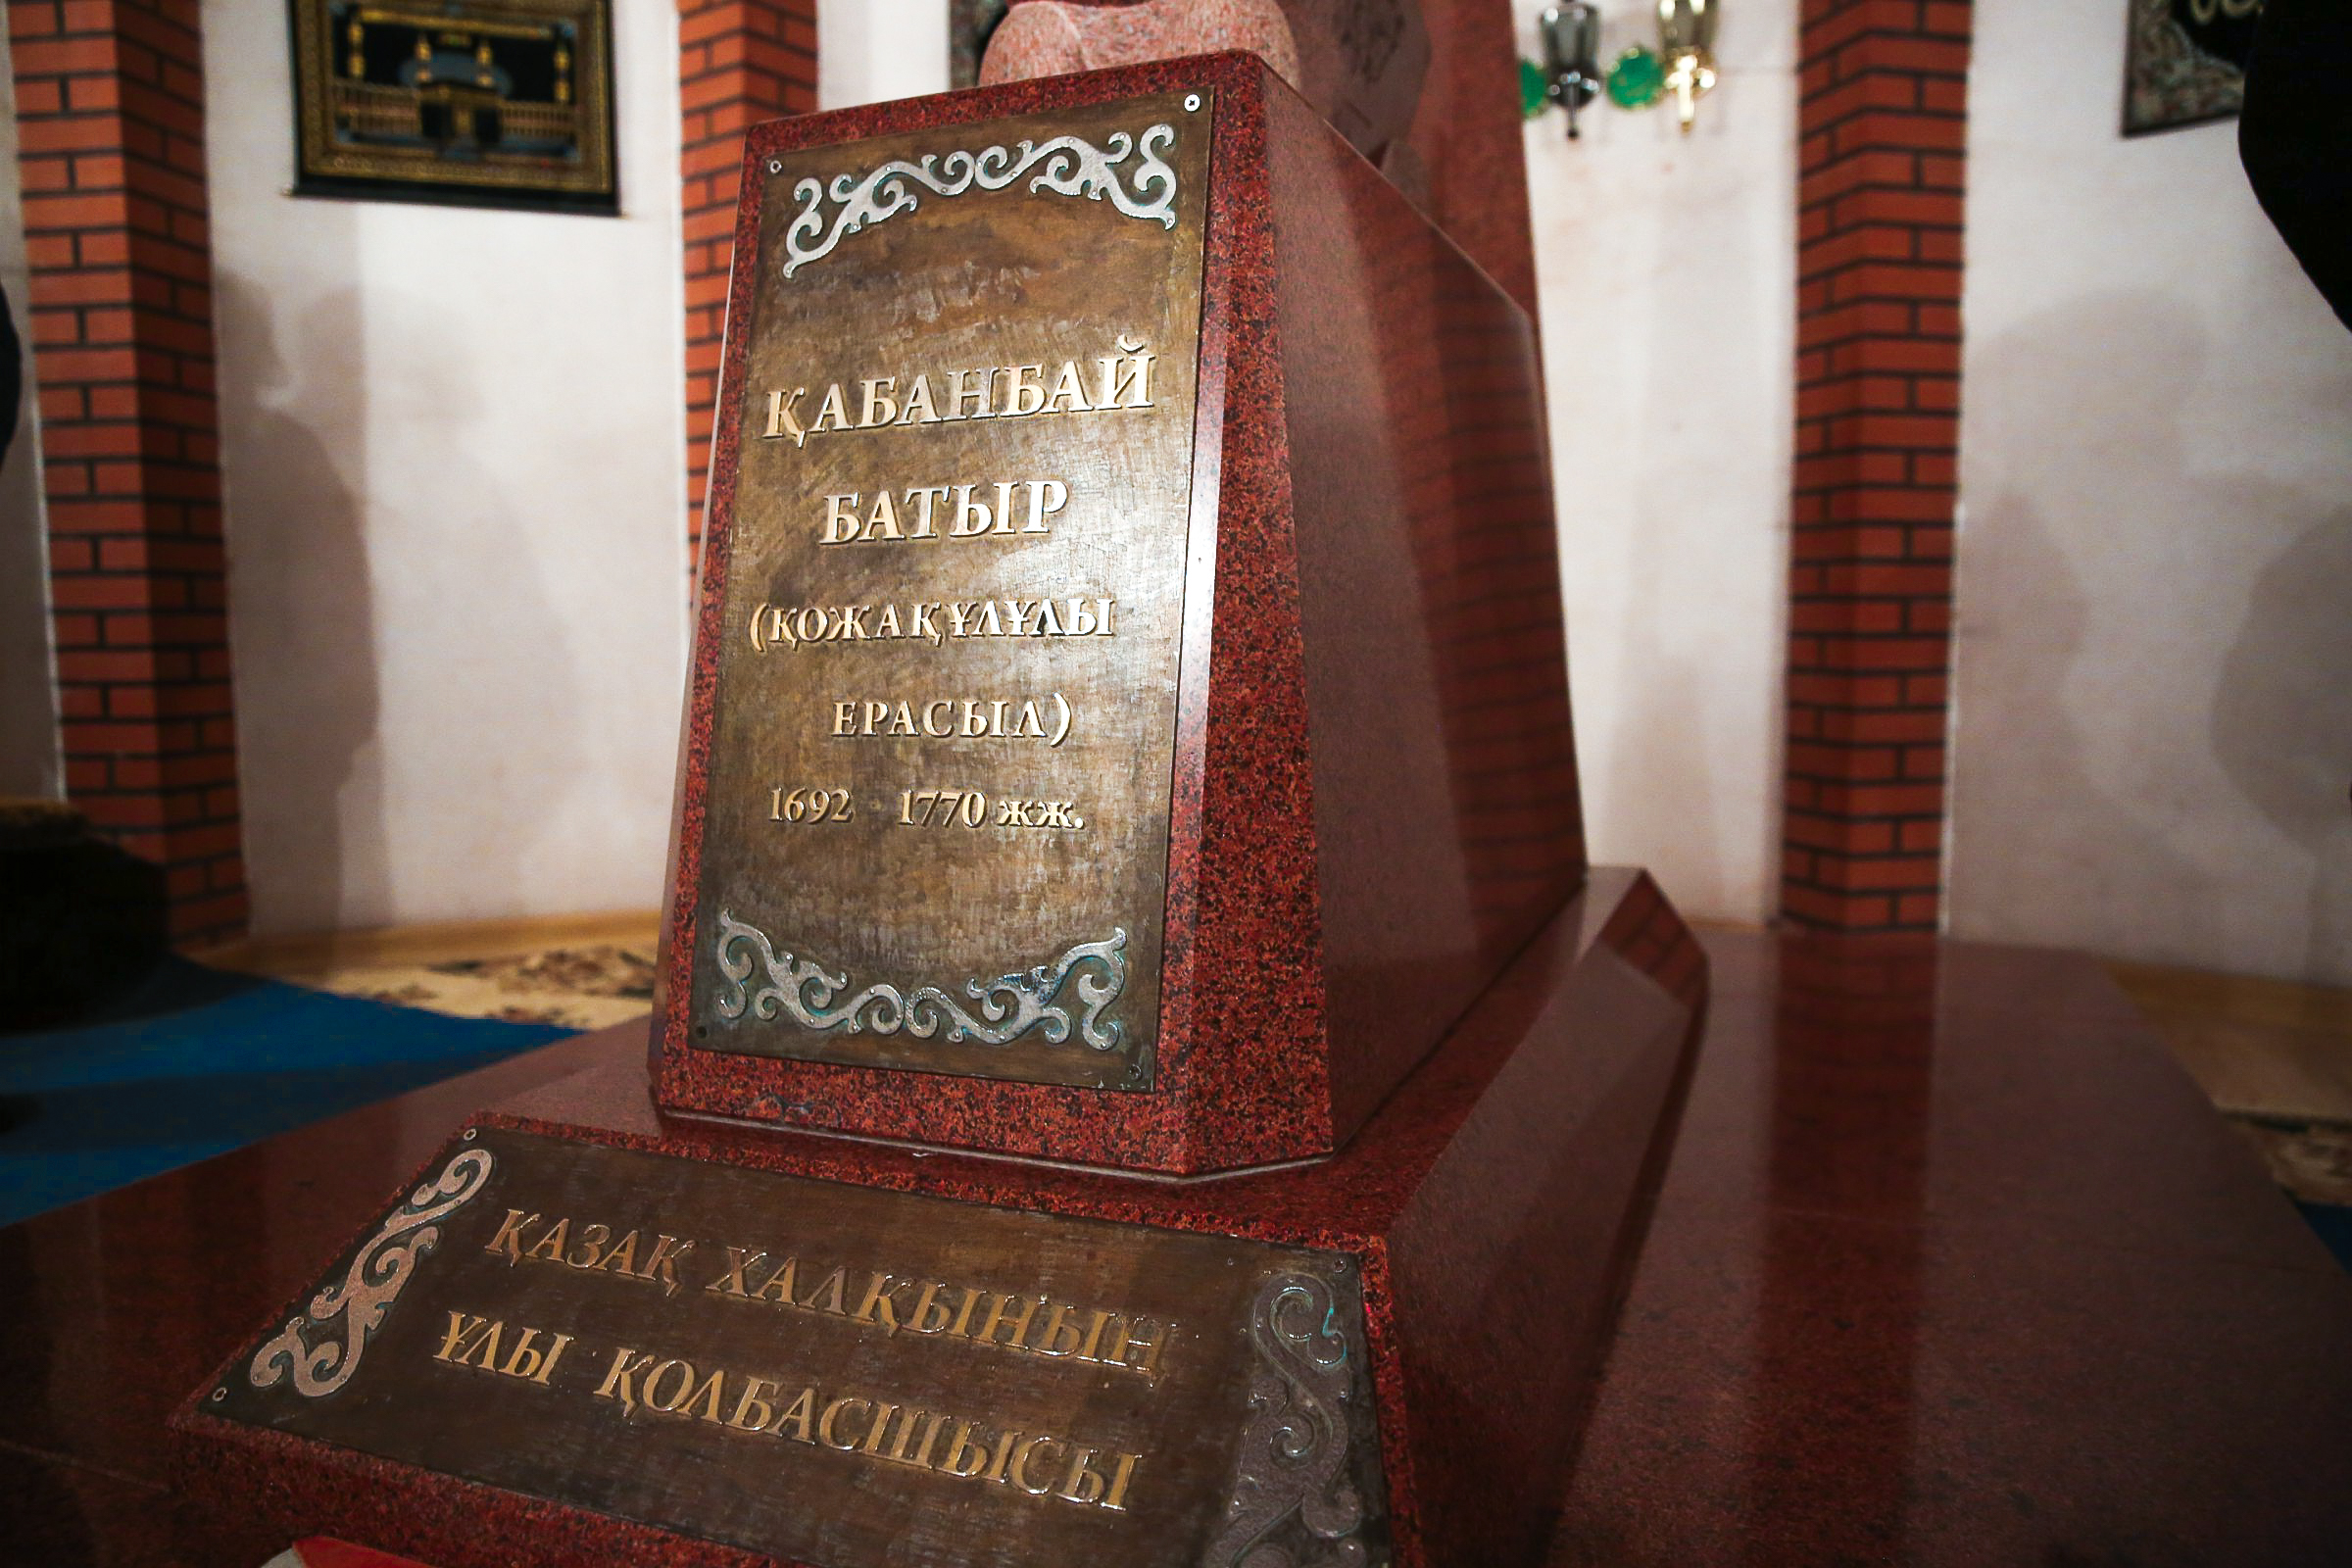 ҚАБАНБАЙ
БАТЫР
(ҚОЖАҚҰЛҰЛЫ
ЕРАСЫЛ)
1692 1770 жж.
ҚАЗАҚ ХАЛҚЫНЫҢ
ҰЛЫ ҚОЛБАСШЫСЫ